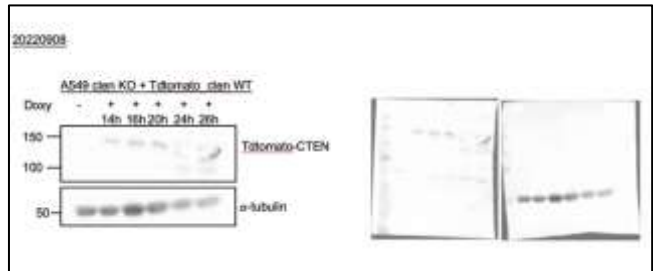 20220908
A549 cten KO + Tdtomato_cten WT
Doxy - + + + + +
14h 16h 20h 24h 26h
150
Tdtomato-CTEN
100
50
α-tubulin